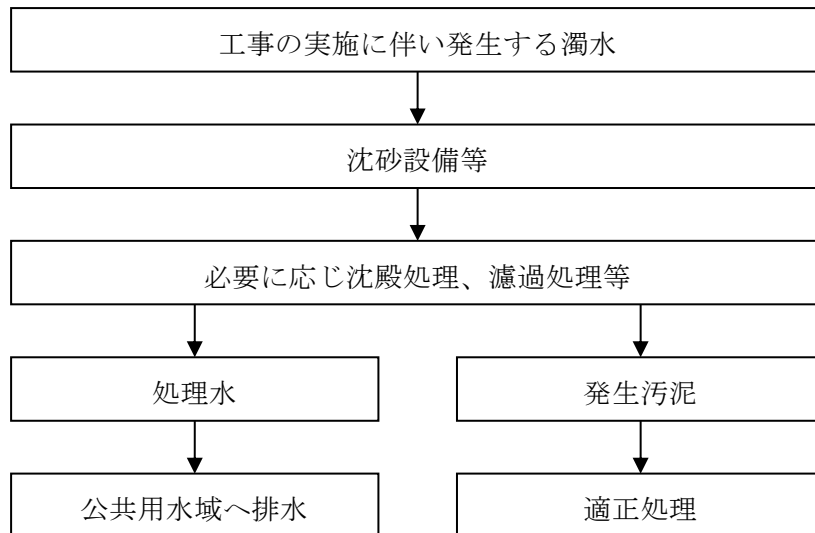 工事の実施に伴い発生する濁水
沈砂設備等
必要に応じ沈殿処理、濾過処理等
処理水
発生汚泥
公共用水域へ排水
適正処理